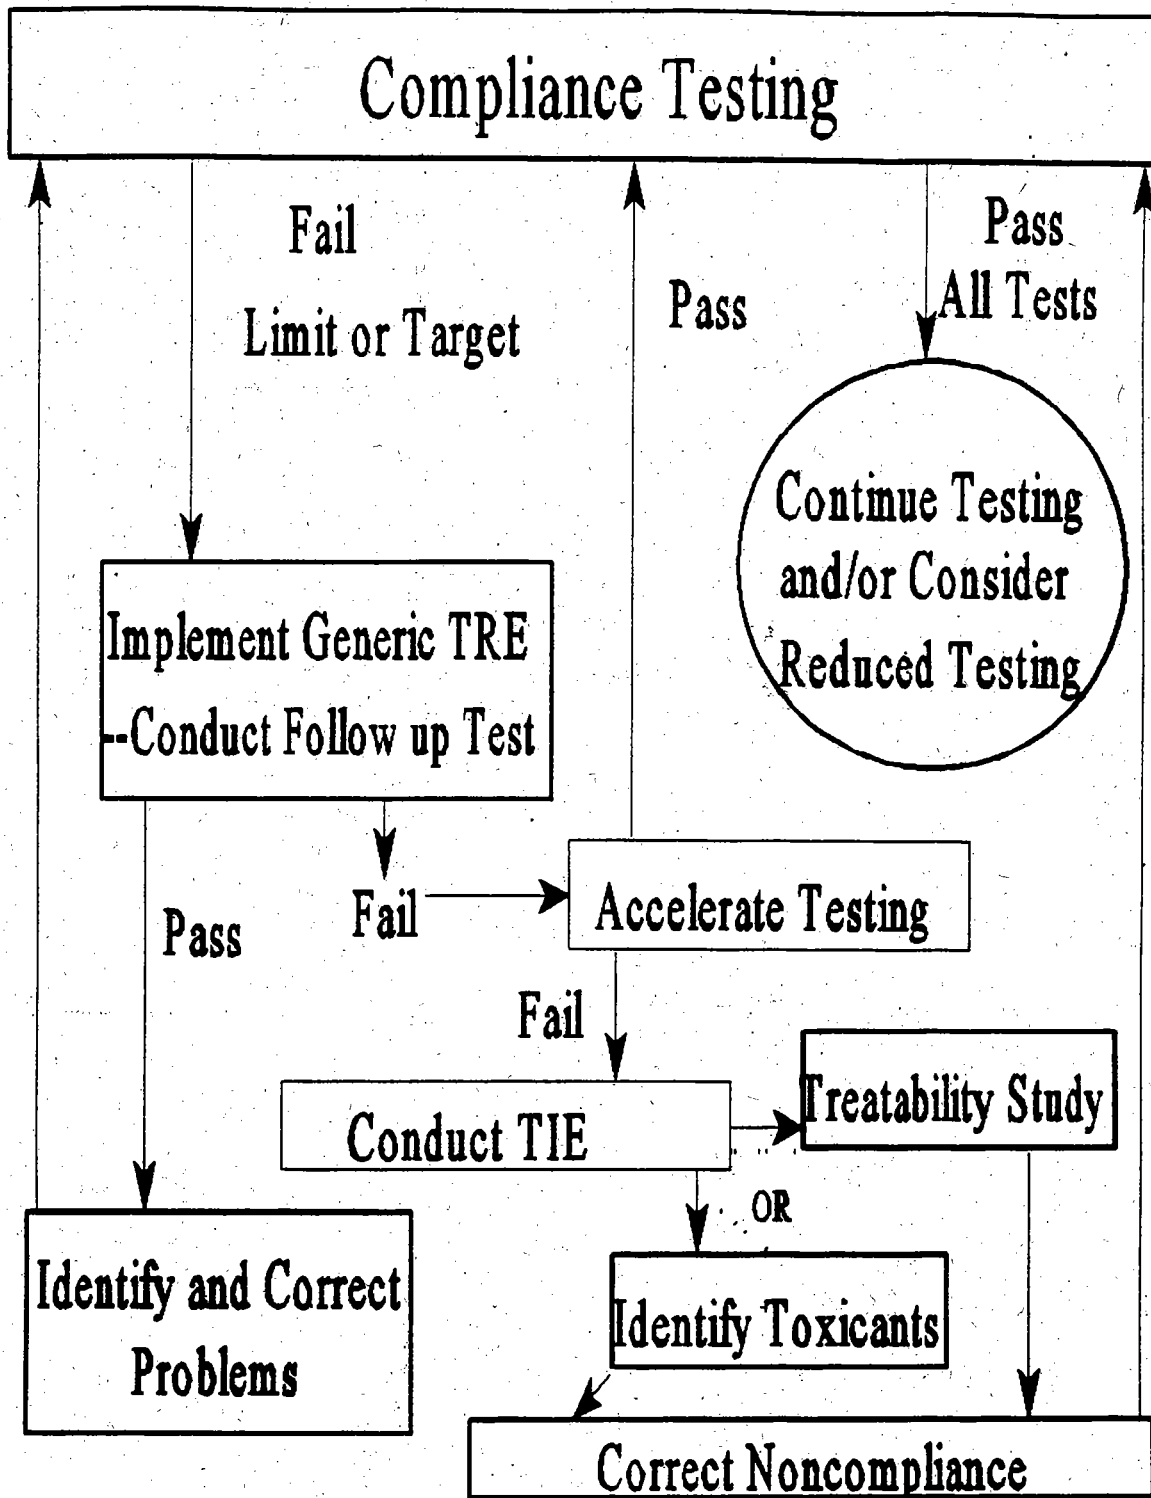 Compliance Testing
Fail
Limit or Target
Pass
Pass
All Tests
Continue Testing
and/or Consider
Reduced Testing
Implement Generic TRE
--Conduct Follow up Test
Pass
Fail
Accelerate Testing
Fail
Conduct TIE
Treatability Study
OR
Identify and Correct
Problems
Identify Toxicants
Correct Noncompliance